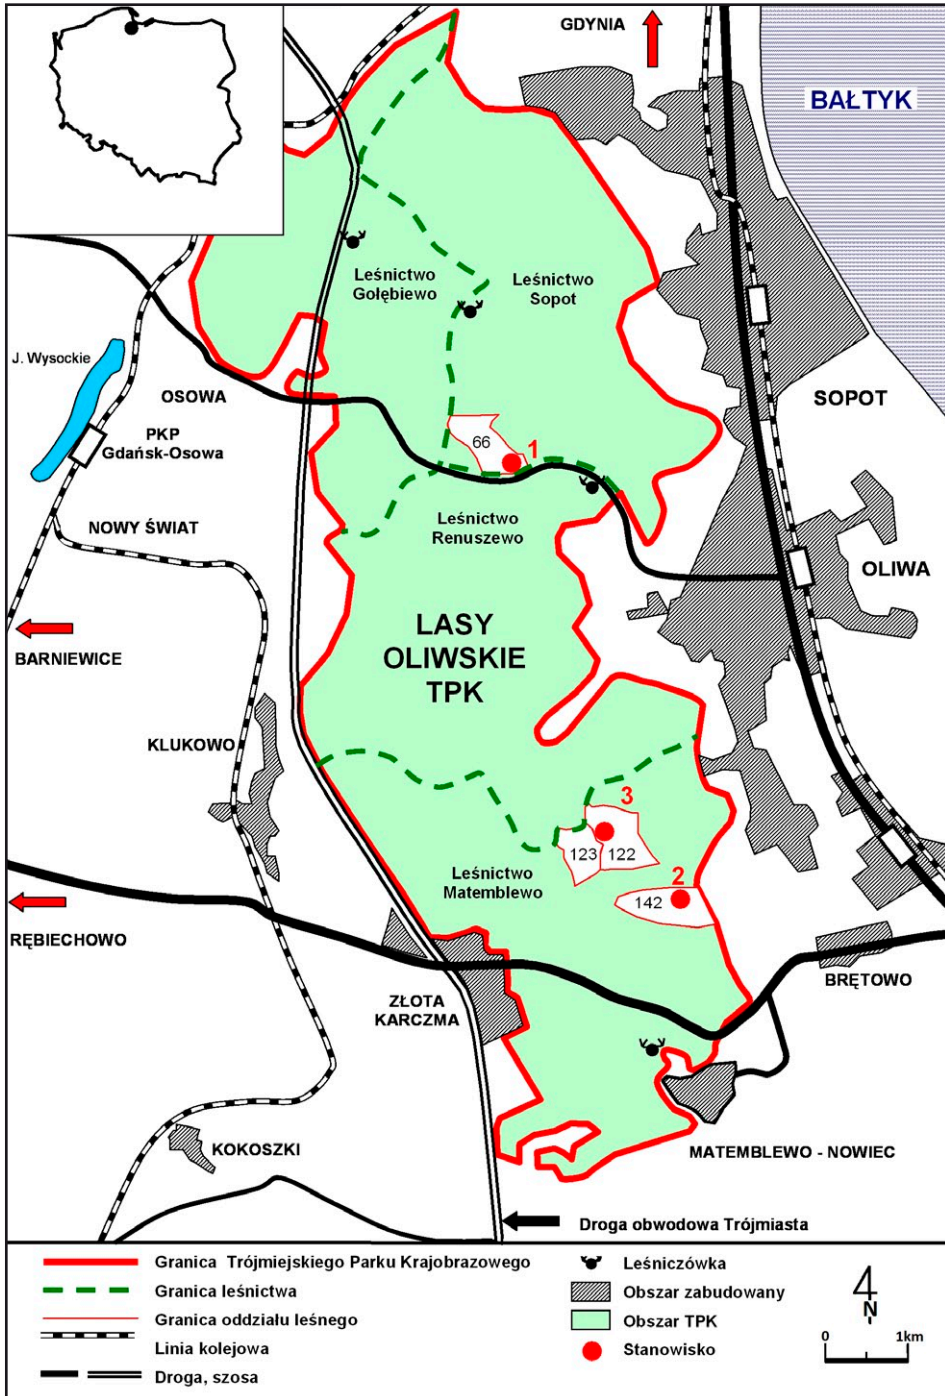 GDYNIA
BAŁTYK
Leśnictwo
Gołębiewo
Leśnictwo
Sopot
J. Wysockie
OSOWA
SOPOT
PKP
Gdańsk-Osowa
66
1
NOWY ŚWIAT
Leśnictwo
Renuszewo
OLIWA
LASY
OLIWSKIE
TPK
BARNIEWICE
KLUKOWO
3
123
122
Leśnictwo
Matemblewo
2
142
RĘBIECHOWO
BRĘTOWO
ZŁOTA
KARCZMA
KOKOSZKI
MATEMBLEWO - NOWIEC
Droga obwodowa Trójmiasta
Granica Trójmiejskiego Parku Krajobrazowego
Granica leśnictwa
Granica oddziału leśnego
Linia kolejowa
Droga, szosa
Leśniczówka
Obszar zabudowany
Obszar TPK
Stanowisko
N
0 1km